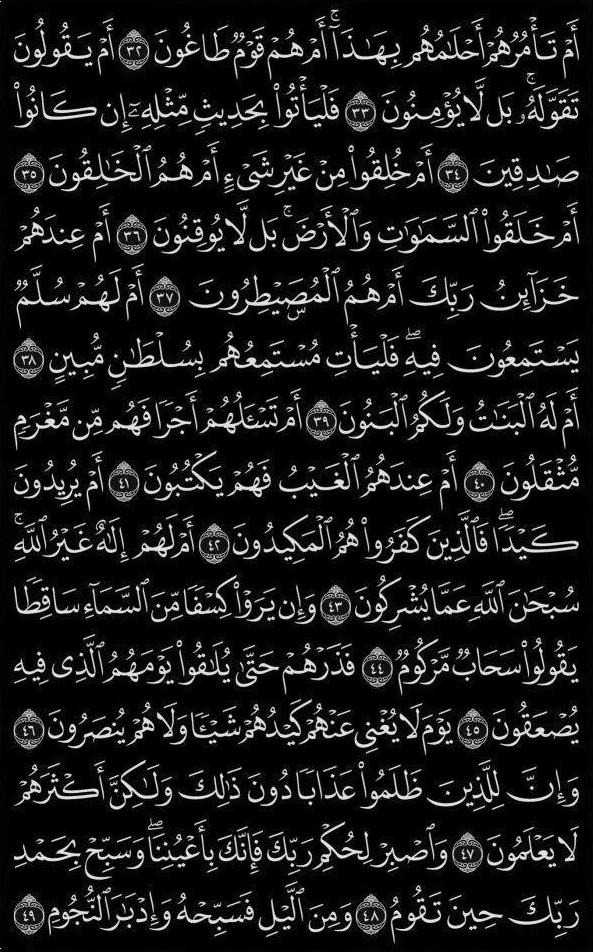 أَمْ تَأْمُرُهُمْ أَحْلَـٰمُهُم بِهَـٰذَآ ۚ أَمْ هُمْ قَوْمٌ طَاغُونَ ٣٢ أَمْ يَقُولُونَ
تَقَوَّلَهُۥ ۚ بَل لَّا يُؤْمِنُونَ ٣٣ فَلْيَأْتُوا۟ بِحَدِيثٍ مِّثْلِهِۦٓ إِن كَانُوا۟
صَـٰدِقِينَ ٣٤ أَمْ خُلِقُوا۟ مِنْ غَيْرِ شَىْءٍ أَمْ هُمُ ٱلْخَـٰلِقُونَ ٣٥
أَمْ خَلَقُوا۟ ٱلسَّمَـٰوَٰتِ وَٱلْأَرْضَ ۚ بَل لَّا يُوقِنُونَ ٣٦ أَمْ عِندَهُمْ
خَزَآئِنُ رَبِّكَ أَمْ هُمُ ٱلْمُصَۣيْطِرُونَ ٣٧ أَمْ لَهُمْ سُلَّمٌ
يَسْتَمِعُونَ فِيهِ ۖ فَلْيَأْتِ مُسْتَمِعُهُم بِسُلْطَـٰنٍ مُّبِينٍ ٣٨
أَمْ لَهُ ٱلْبَنَـٰتُ وَلَكُمُ ٱلْبَنُونَ ٣٩ أَمْ تَسْـَٔلُهُمْ أَجْرًا فَهُم مِّن مَّغْرَمٍ
مُّثْقَلُونَ ٤٠ أَمْ عِندَهُمُ ٱلْغَيْبُ فَهُمْ يَكْتُبُونَ ٤١ أَمْ يُرِيدُونَ
كَيْدًا ۖ فَٱلَّذِينَ كَفَرُوا۟ هُمُ ٱلْمَكِيدُونَ ٤٢ أَمْ لَهُمْ إِلَـٰهٌ غَيْرُ ٱللَّهِ ۚ
سُبْحَـٰنَ ٱللَّهِ عَمَّا يُشْرِكُونَ ٤٣ وَإِن يَرَوْا۟ كِسْفًا مِّنَ ٱلسَّمَآءِ سَاقِطًا
يَقُولُوا۟ سَحَابٌ مَّرْكُومٌ ٤٤ فَذَرْهُمْ حَتَّىٰ يُلَـٰقُوا۟ يَوْمَهُمُ ٱلَّذِى فِيهِ
يُصْعَقُونَ ٤٥ يَوْمَ لَا يُغْنِى عَنْهُمْ كَيْدُهُمْ شَيْـًٔا وَلَا هُمْ يُنصَرُونَ ٤٦
وَإِنَّ لِلَّذِينَ ظَلَمُوا۟ عَذَابًا دُونَ ذَٰلِكَ وَلَـٰكِنَّ أَكْثَرَهُمْ
لَا يَعْلَمُونَ ٤٧ وَٱصْبِرْ لِحُكْمِ رَبِّكَ فَإِنَّكَ بِأَعْيُنِنَا ۖ وَسَبِّحْ بِحَمْدِ
رَبِّكَ حِينَ تَقُومُ ٤٨ وَمِنَ ٱلَّيْلِ فَسَبِّحْهُ وَإِدْبَـٰرَ ٱلنُّجُومِ ٤٩